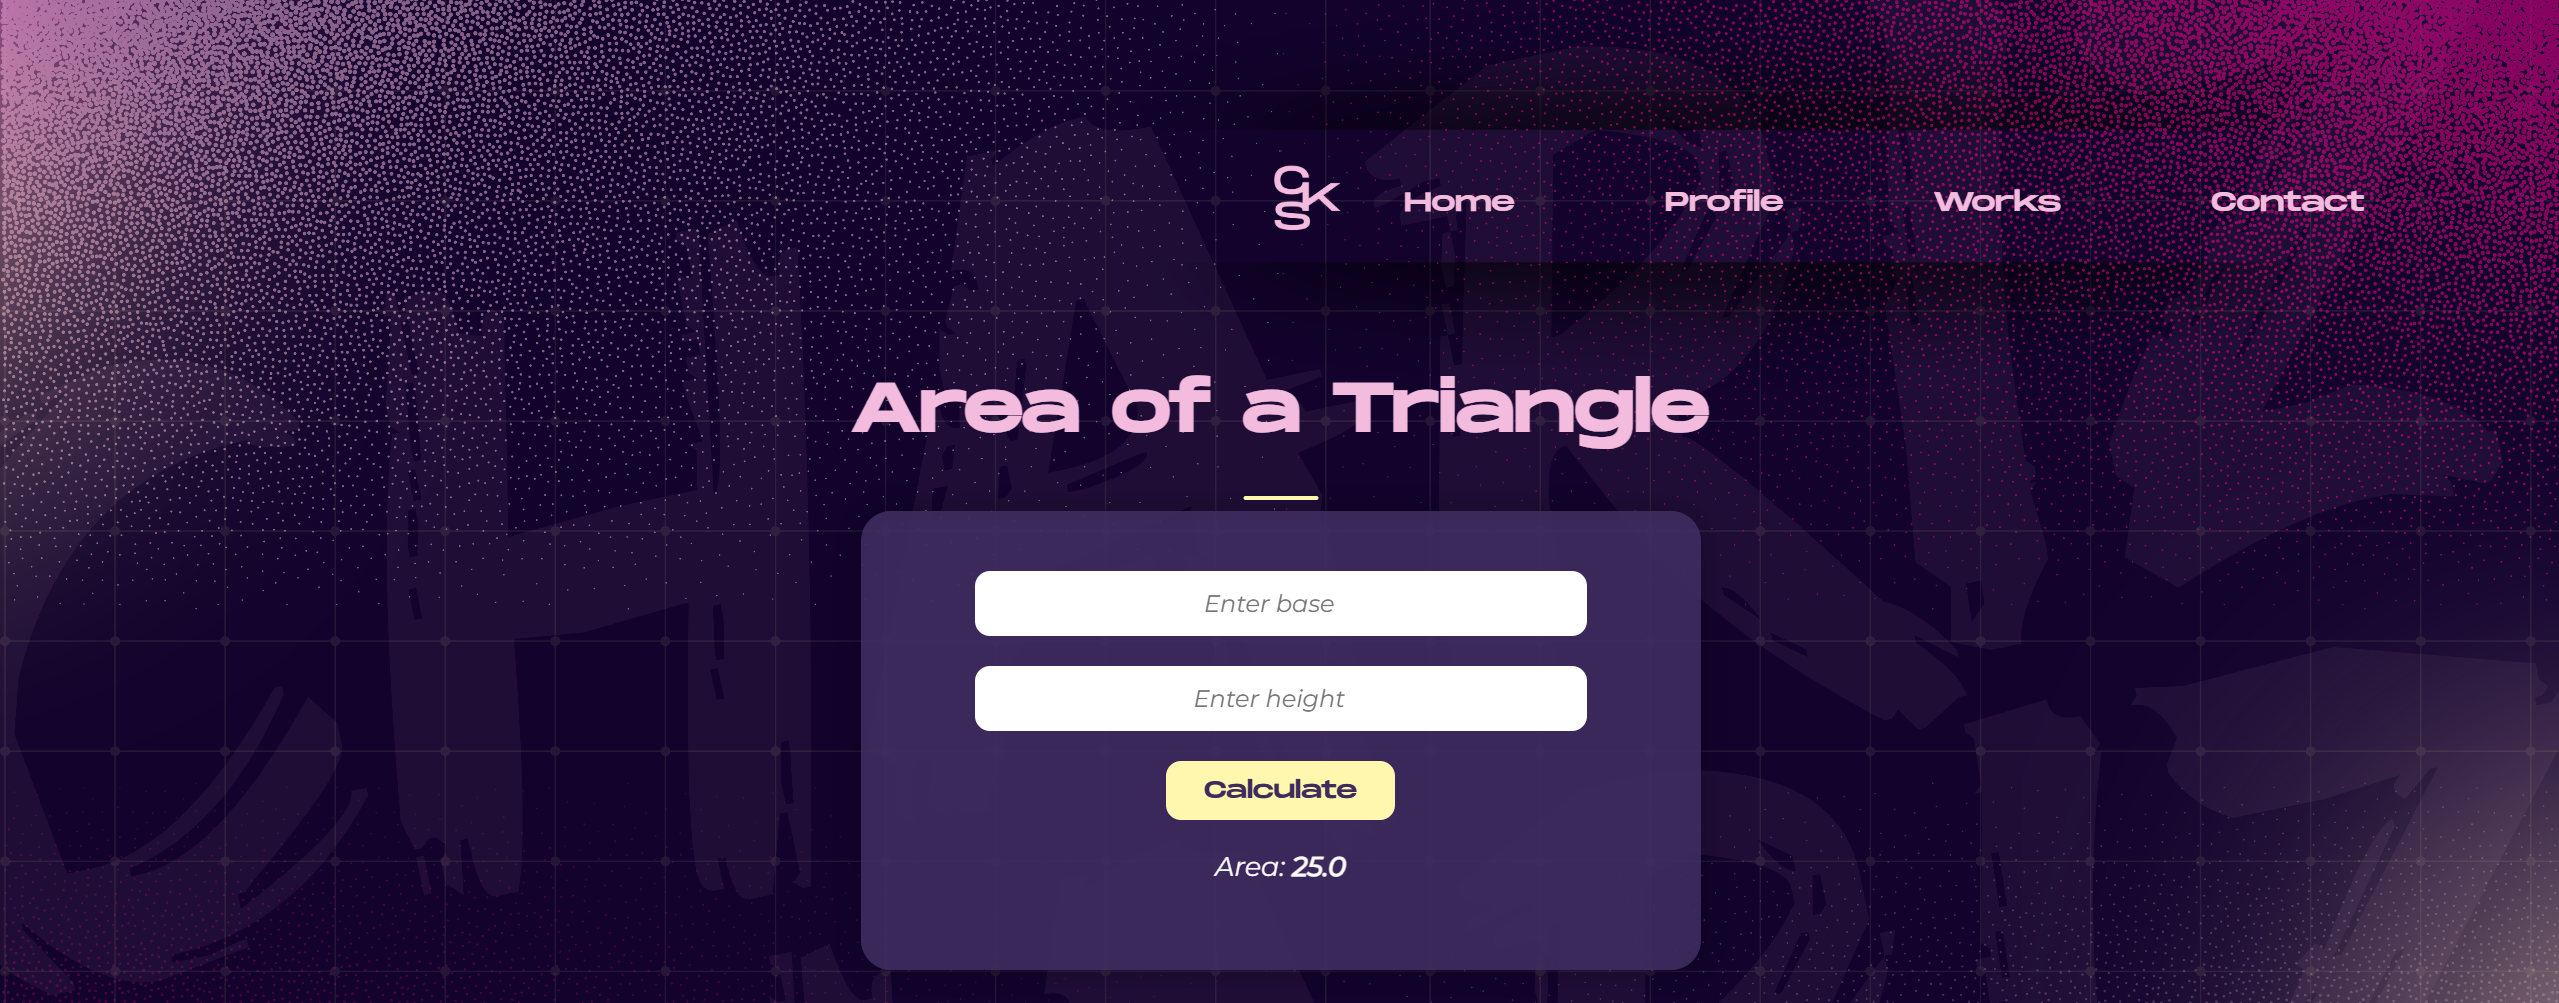 CKS
Home Profile Works Contact
Area of a Triangle
Enter base
Enter height
Calculate
Area: 25.0